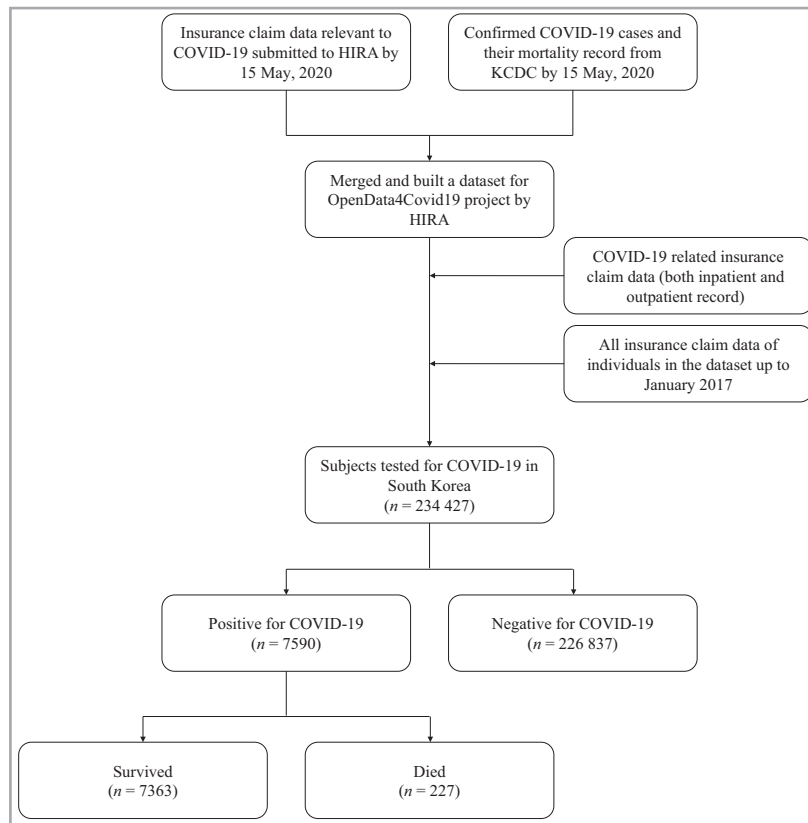 Insurance claim data relevant to
COVID-19 submitted to HIRA by
15 May, 2020
Confirmed COVID-19 cases and
their mortality record from
KCDC by 15 May, 2020
Merged and built a dataset for
OpenData4Covid19 project by
HIRA
COVID-19 related insurance
claim data (both inpatient and
outpatient record)
All insurance claim data of
individuals in the dataset up to
January 2017
Subjects tested for COVID-19 in
South Korea
(n = 234 427)
Positive for COVID-19
(n = 7590)
Negative for COVID-19
(n = 226 837)
Survived
(n = 7363)
Died
(n = 227)